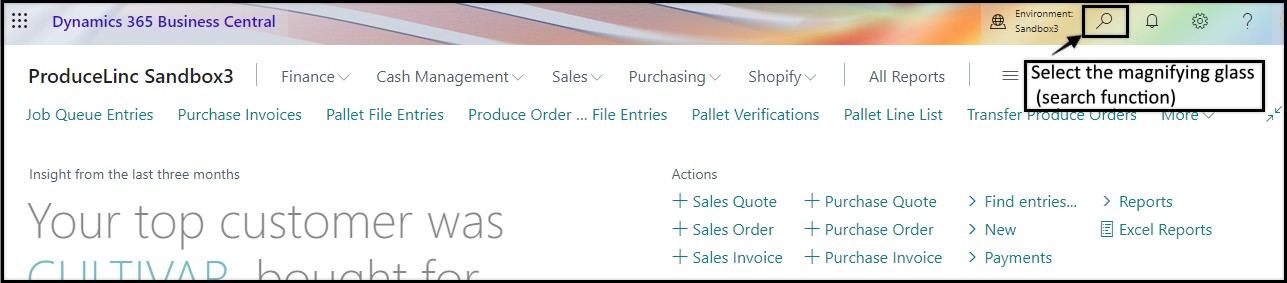 Dynamics 365 Business Central
Environment:
Sandbox3
?
Select the magnifying glass
(search function)
ProduceLinc Sandbox3
Finance
Cash Management
Sales
Purchasing
Shopify
All Reports
Job Queue Entries
Purchase Invoices
Pallet File Entries
Produce Order ... File Entries
Pallet Verifications
Pallet Line List
Transfer Produce Orders
More
Insight from the last three months
Your top customer was
CULTIVAR, bought for
Actions
+ Sales Quote
+ Purchase Quote
> Find entries...
> Reports
+ Sales Order
+ Purchase Order
> New
Excel Reports
+ Sales Invoice
+ Purchase Invoice
> Payments